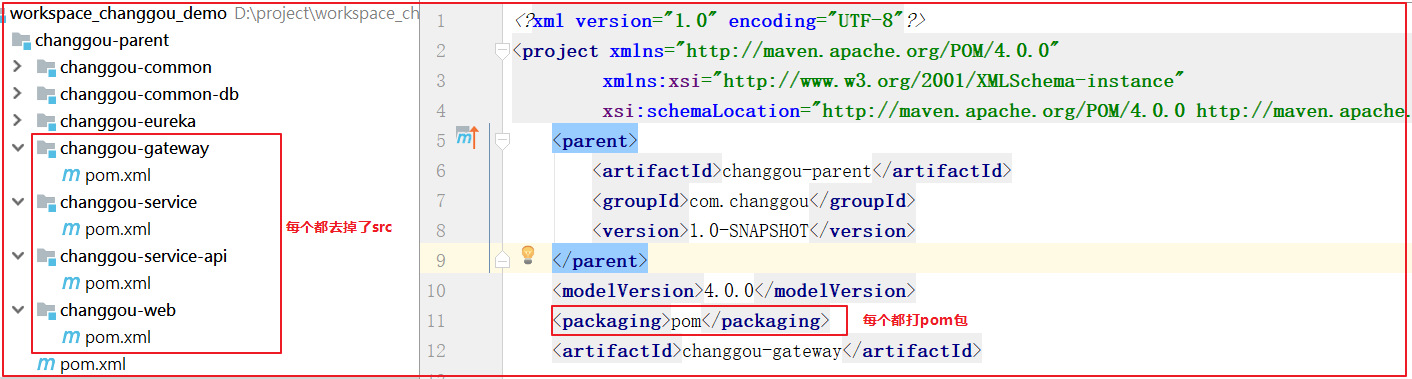 workspace_changgou_demo D:\project\workspace_ch
changgou-parent
changgou-common
changgou-common-db
changgou-eureka
changgou-gateway
pom.xml
changgou-service
pom.xml
changgou-service-api
pom.xml
changgou-web
pom.xml
pom.xml
每个都去掉了src
1 <?xml version="1.0" encoding="UTF-8"?>
2 <project xmlns="http://maven.apache.org/POM/4.0.0"
3 xmlns:xsi="http://www.w3.org/2001/XMLSchema-instance"
4 xsi:schemaLocation="http://maven.apache.org/POM/4.0.0 http://maven.apache.
5 <parent>
6 <artifactId>changgou-parent</artifactId>
7 <groupId>com.changgou</groupId>
8 <version>1.0-SNAPSHOT</version>
9 </parent>
10 <modelVersion>4.0.0</modelVersion>
11 <packaging>pom</packaging> 每个都打pom包
12 <artifactId>changgou-gateway</artifactId>